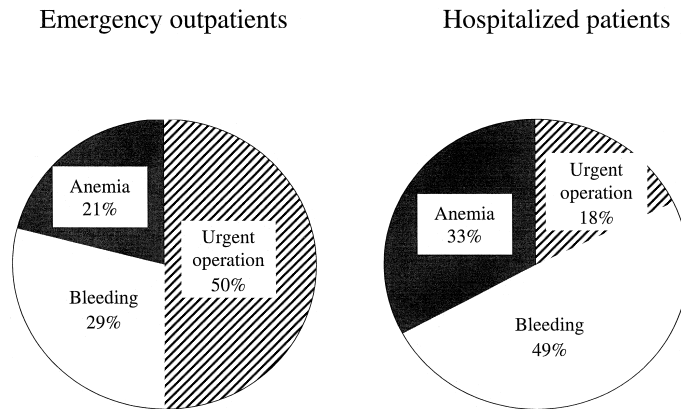 Emergency outpatients
Hospitalized patients
Anemia
21%
Urgent
operation
50%
Bleeding
29%
Anemia
33%
Urgent
operation
18%
Bleeding
49%